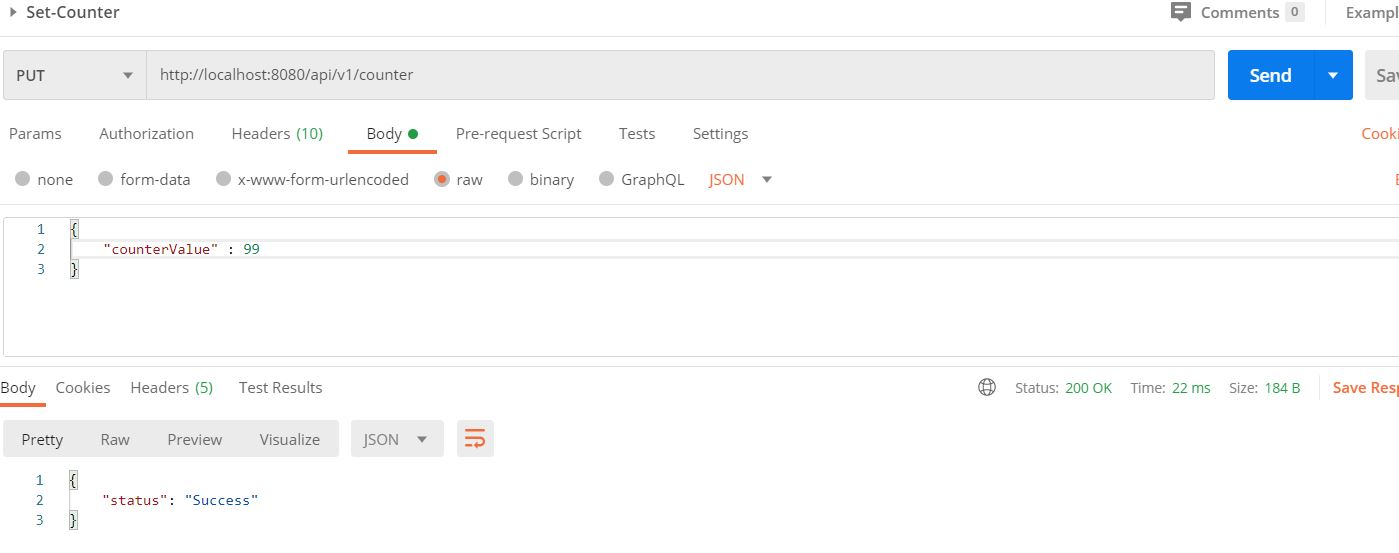 Set-Counter Comments 0 Exampl
PUT http://localhost:8080/api/v1/counter Send Sav
Params Authorization Headers (10) Body Pre-request Script Tests Settings Cooki
none form-data x-www-form-urlencoded raw binary GraphQL JSON
1 {
2 "counterValue" : 99
3 }
Body Cookies Headers (5) Test Results Status: 200 OK Time: 22 ms Size: 184 B Save Resp
Pretty Raw Preview Visualize JSON
1 {
2 "status": "Success"
3 }